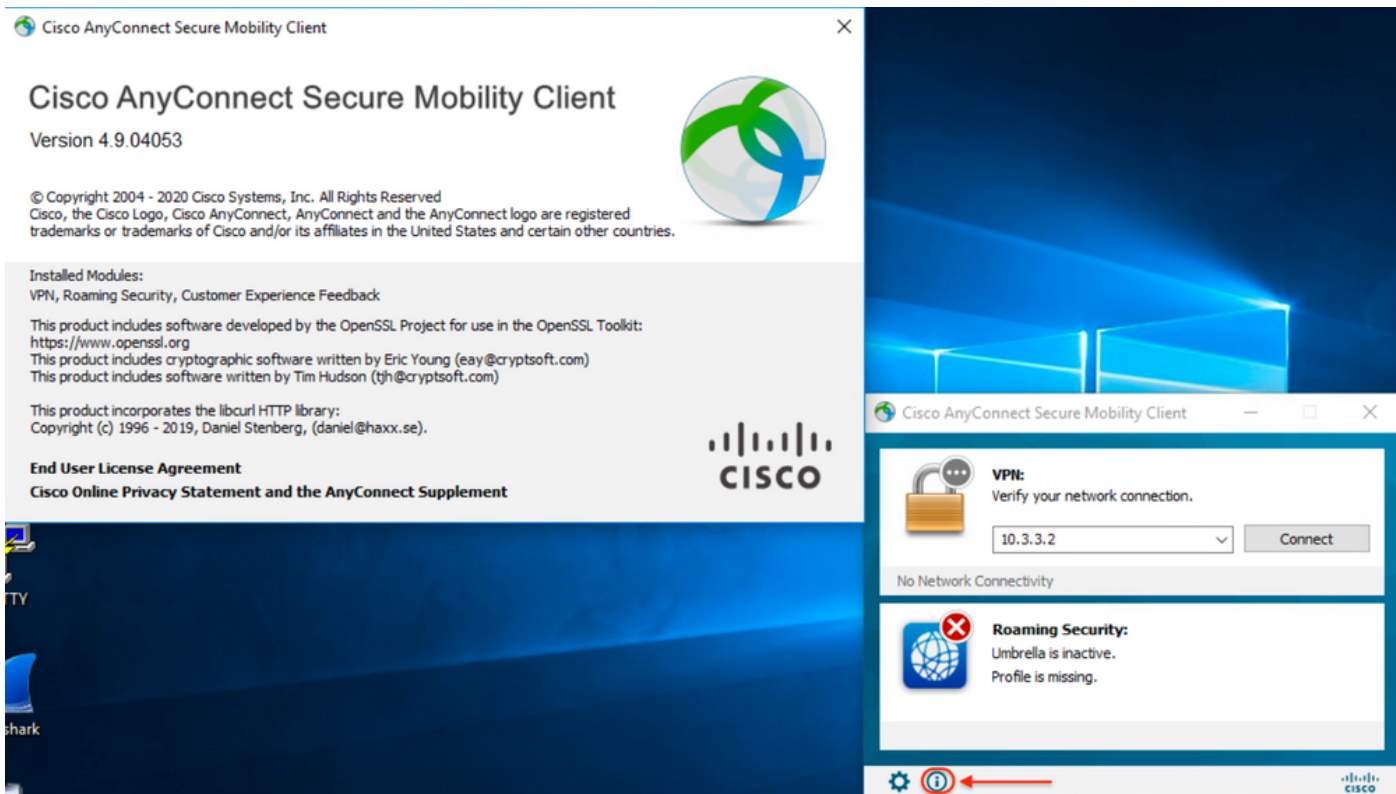 Cisco AnyConnect Secure Mobility Client
Cisco AnyConnect Secure Mobility Client
Version 4.9.04053
© Copyright 2004 - 2020 Cisco Systems, Inc. All Rights Reserved
Cisco, the Cisco Logo, Cisco AnyConnect, AnyConnect and the AnyConnect logo are registered
trademarks or trademarks of Cisco and/or its affiliates in the United States and certain other countries.
Installed Modules:
VPN, Roaming Security, Customer Experience Feedback
This product includes software developed by the OpenSSL Project for use in the OpenSSL Toolkit:
https://www.openssl.org
This product includes cryptographic software written by Eric Young (eay@cryptsoft.com)
This product includes software written by Tim Hudson (tjh@cryptsoft.com)
This product incorporates the libcurl HTTP library:
Copyright (c) 1996 - 2019, Daniel Stenberg, (daniel@haxx.se).
End User License Agreement
Cisco Online Privacy Statement and the AnyConnect Supplement
CISCO
TTY
shark
Cisco AnyConnect Secure Mobility Client
VPN:
Verify your network connection.
10.3.3.2
Connect
No Network Connectivity
Roaming Security:
Umbrella is inactive.
Profile is missing.
CISCO